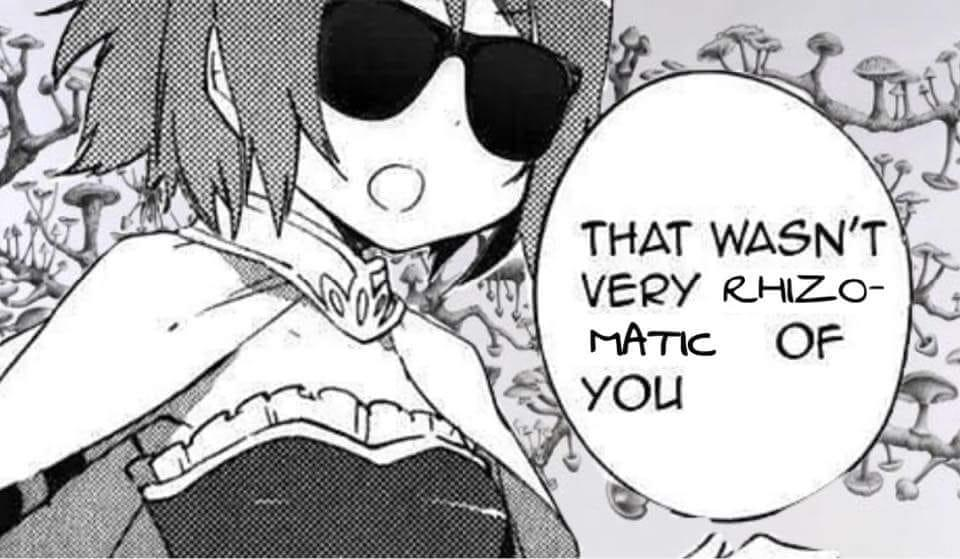 THAT WASN'T
VERY RHIZO-
MATIC OF
YOU